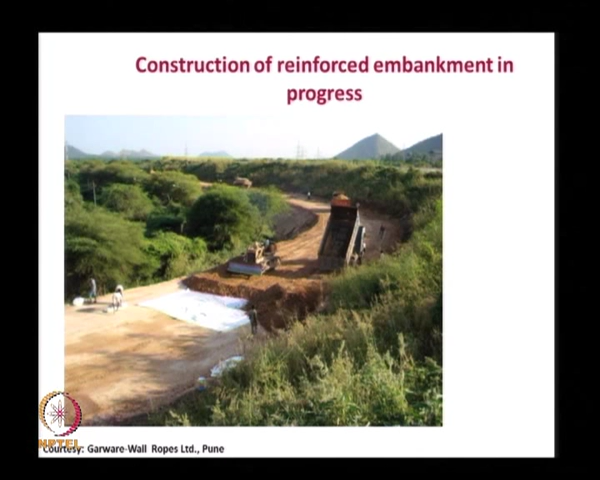 Construction of reinforced embankment in
progress
NPTEL
Courtesy: Garware-Wall Ropes Ltd., Pune